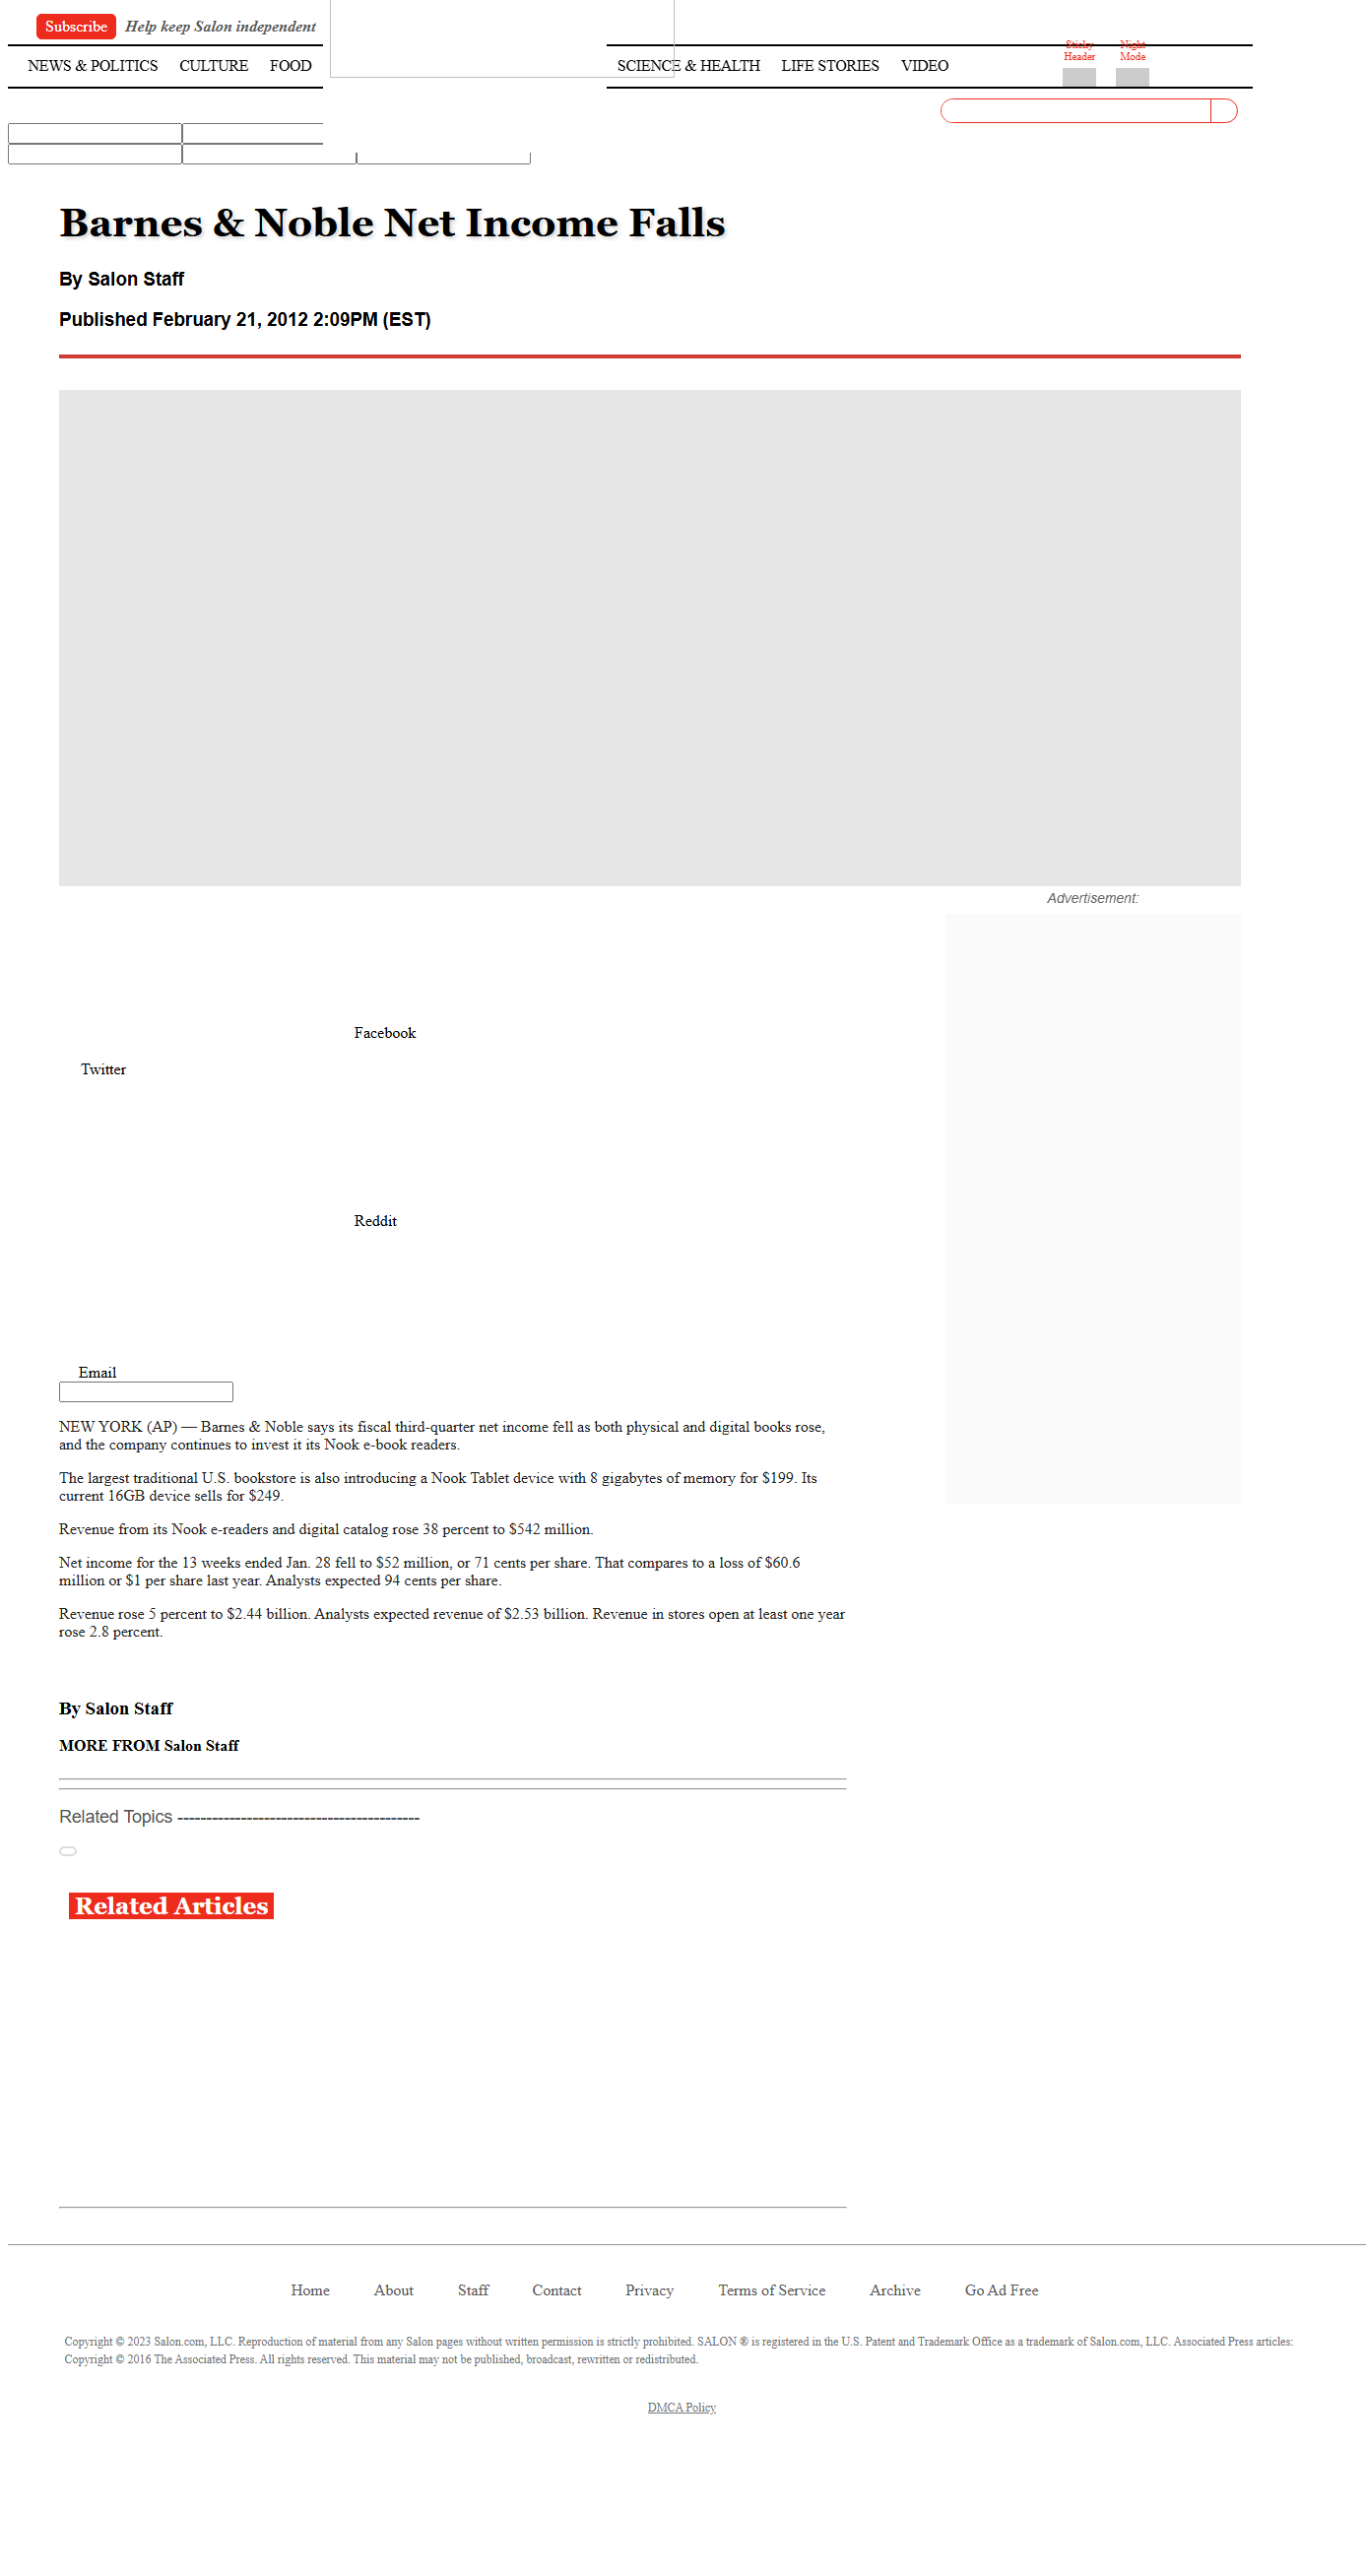 Subscribe Help keep Salon independent
NEWS & POLITICS CULTURE FOOD SCIENCE & HEALTH LIFE STORIES VIDEO
Sticky Header Night Mode
Barnes & Noble Net Income Falls
By Salon Staff
Published February 21, 2012 2:09PM (EST)
Advertisement:
Facebook
Twitter
Reddit
Email
NEW YORK (AP) — Barnes & Noble says its fiscal third-quarter net income fell as both physical and digital books rose,
and the company continues to invest it its Nook e-book readers.
The largest traditional U.S. bookstore is also introducing a Nook Tablet device with 8 gigabytes of memory for $199. Its
current 16GB device sells for $249.
Revenue from its Nook e-readers and digital catalog rose 38 percent to $542 million.
Net income for the 13 weeks ended Jan. 28 fell to $52 million, or 71 cents per share. That compares to a loss of $60.6
million or $1 per share last year. Analysts expected 94 cents per share.
Revenue rose 5 percent to $2.44 billion. Analysts expected revenue of $2.53 billion. Revenue in stores open at least one year
rose 2.8 percent.
By Salon Staff
MORE FROM Salon Staff
Related Topics ------------------------------------------
Related Articles
Home About Staff Contact Privacy Terms of Service Archive Go Ad Free
Copyright © 2023 Salon.com, LLC. Reproduction of material from any Salon pages without written permission is strictly prohibited. SALON ® is registered in the U.S. Patent and Trademark Office as a trademark of Salon.com, LLC. Associated Press articles:
Copyright © 2016 The Associated Press. All rights reserved. This material may not be published, broadcast, rewritten or redistributed.
DMCA Policy